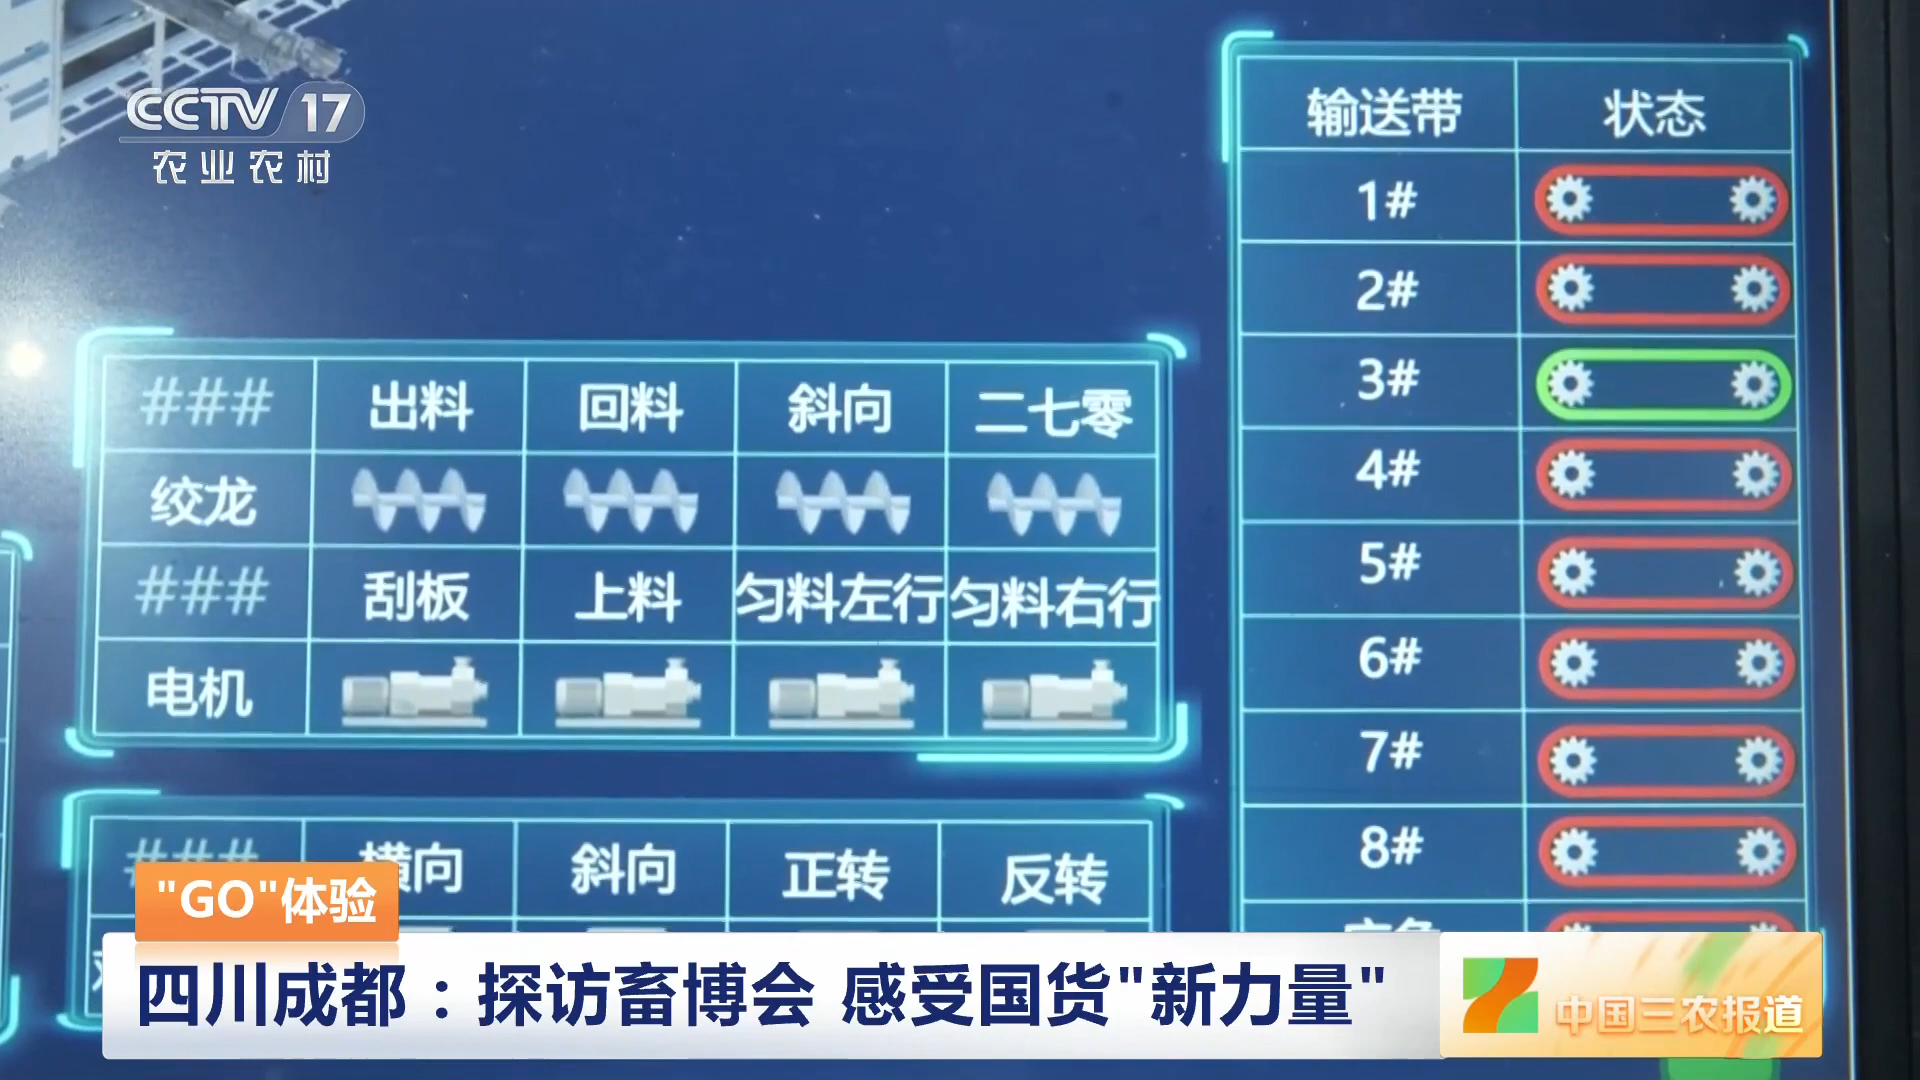 CCTV 17
农业农村
输送带 状态
1#
2#
3#
4#
5#
6#
7#
8#
### 出料 回料 斜向 二七零
绞龙
### 刮板 上料 匀料左行 匀料右行
电机
### 横向 斜向 正转 反转
"GO"体验
四川成都：探访畜博会 感受国货"新力量"
中国三农报道